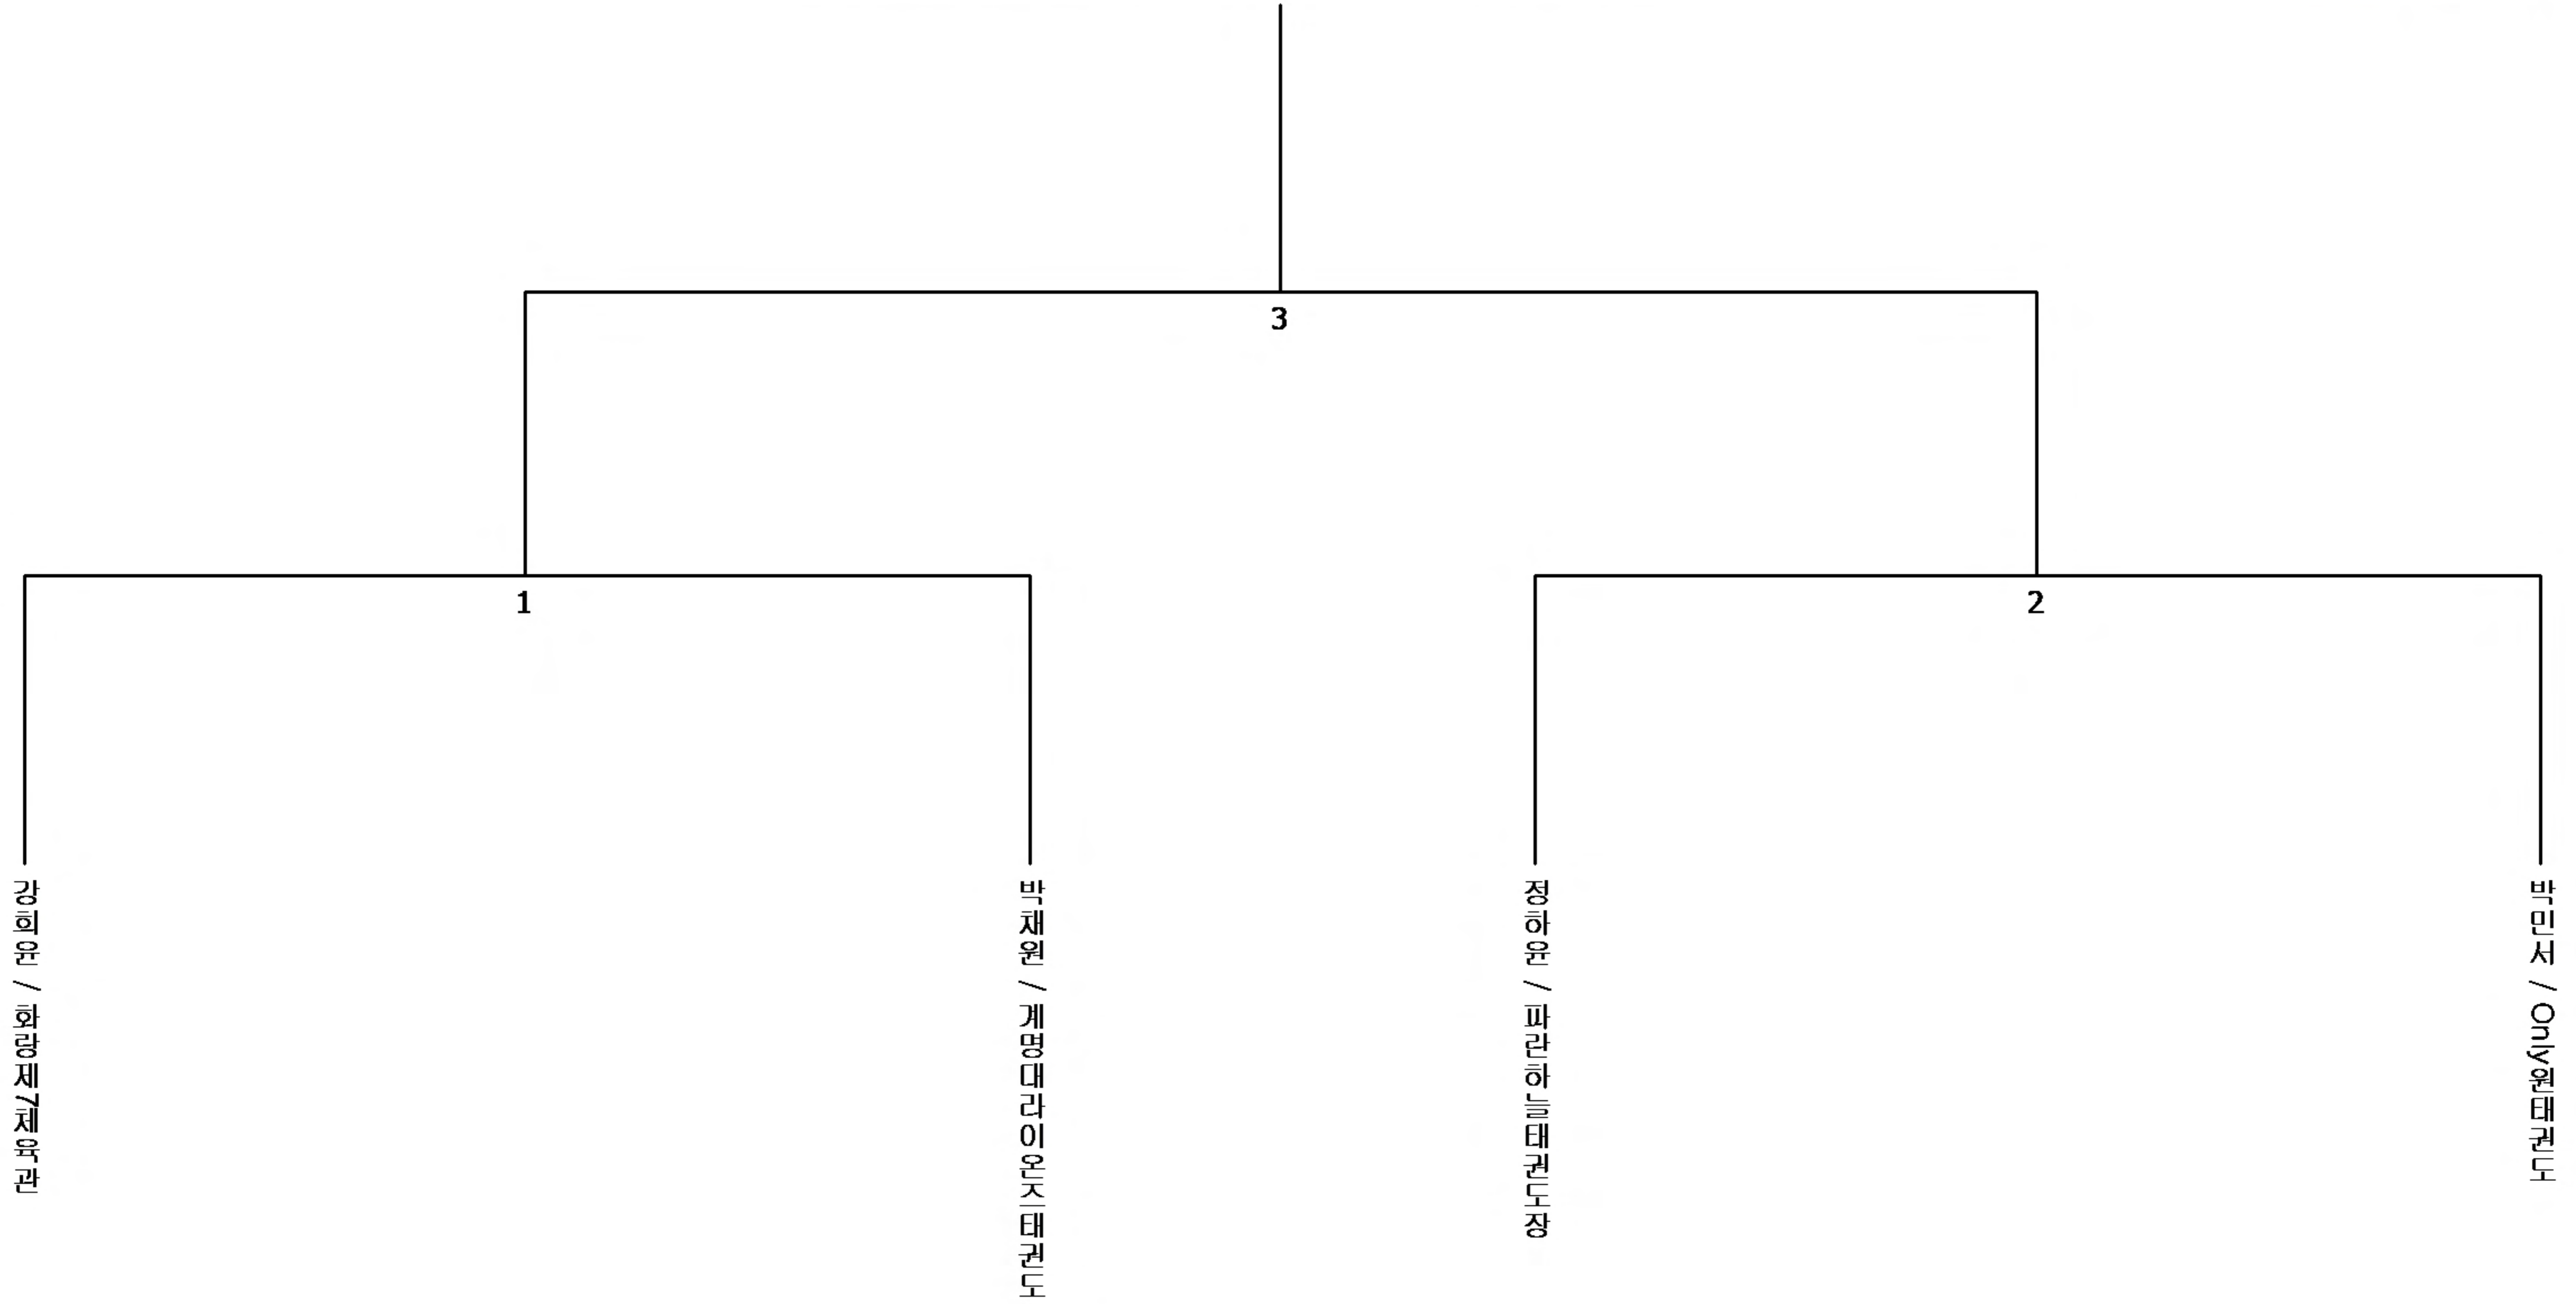 3
1
2
강희윤 / 화랑제7체육관
박채원 / 계명대라이온즈태권도
정하윤 / 파란하늘태권도장
박민서 / Only원태권도